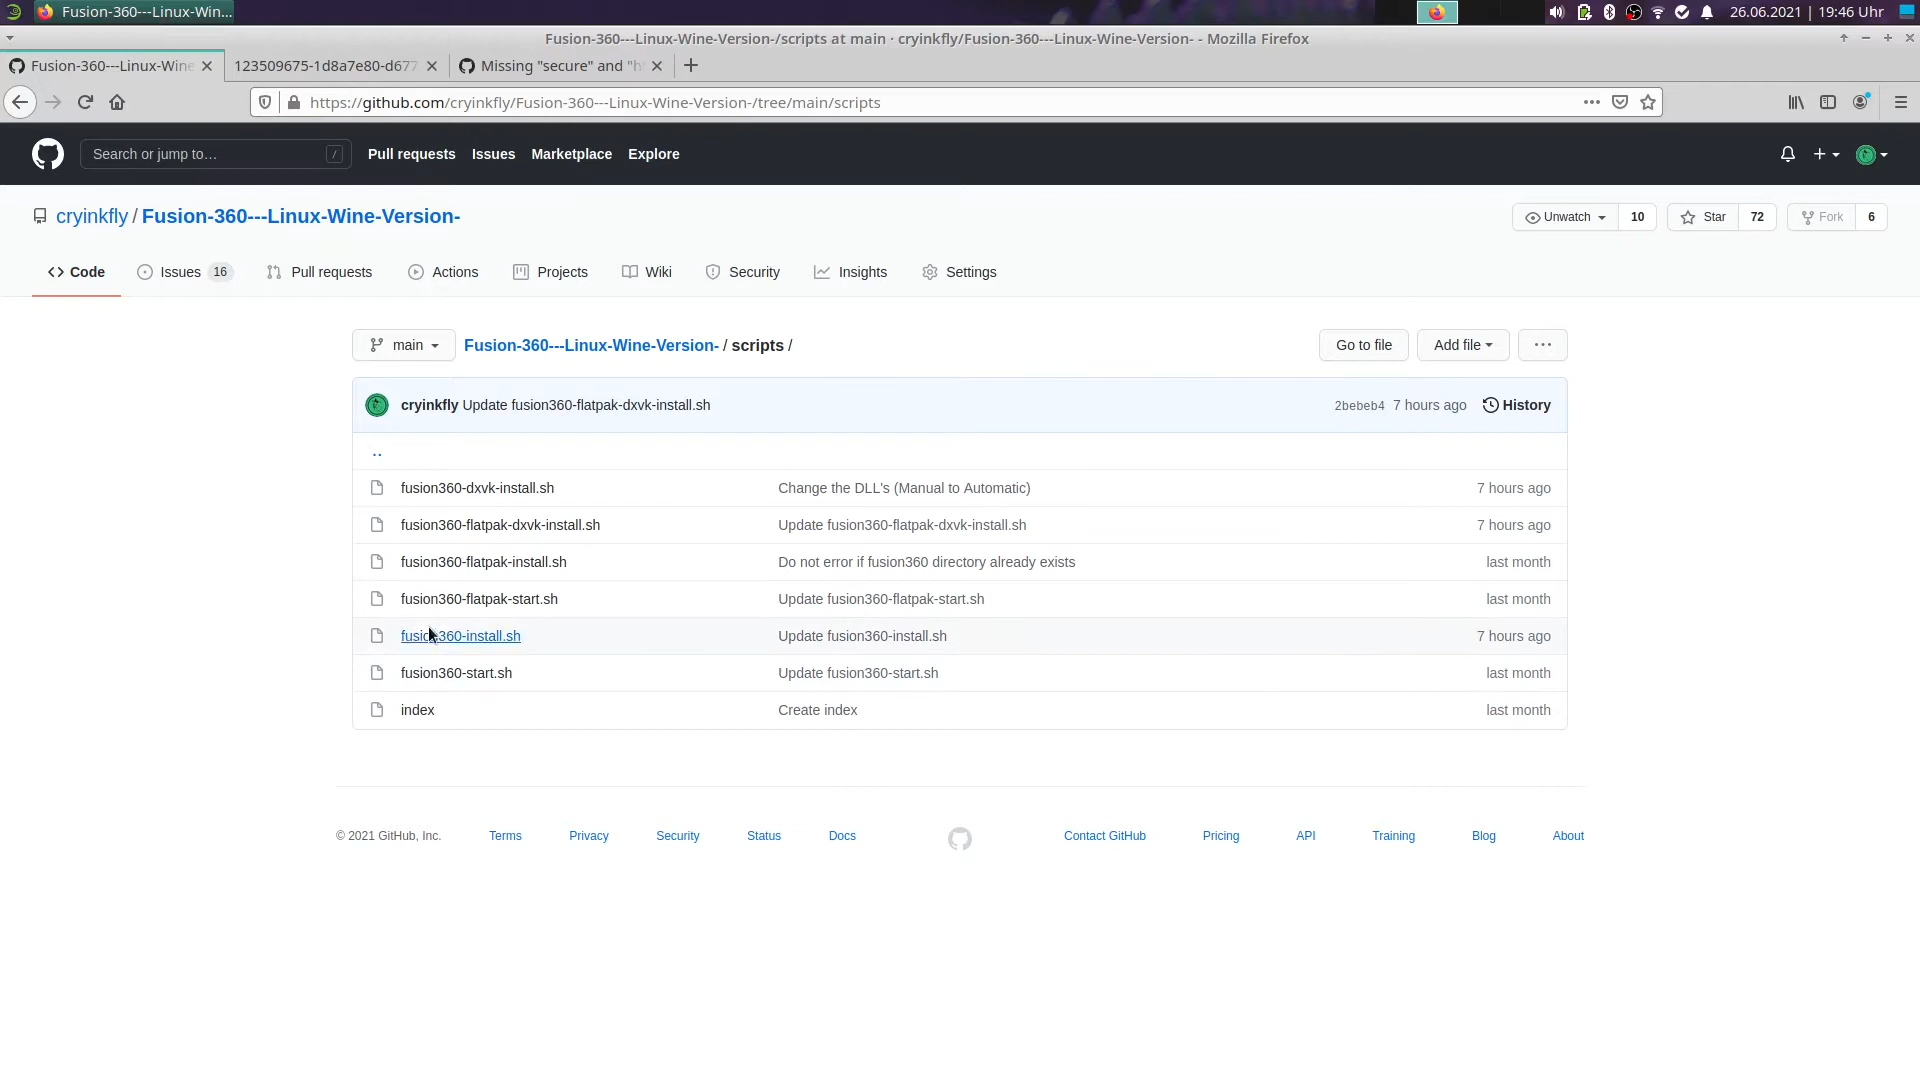 Fusion-360---Linux-Win...
26.06.2021 | 19:46 Uhr
Fusion-360---Linux-Wine-Version-/scripts at main · cryinkfly/Fusion-360---Linux-Wine-Version- - Mozilla Firefox
Fusion-360---Linux-Wine
123509675-1d8a7e80-d677
Missing "secure" and "h
https://github.com/cryinkfly/Fusion-360---Linux-Wine-Version-/tree/main/scripts
Search or jump to… / Pull requests Issues Marketplace Explore
cryinkfly / Fusion-360---Linux-Wine-Version-
Unwatch 10 Star 72 Fork 6
Code Issues 16 Pull requests Actions Projects Wiki Security Insights Settings
main Fusion-360---Linux-Wine-Version- / scripts / Go to file Add file
cryinkfly Update fusion360-flatpak-dxvk-install.sh 2bebeb4 7 hours ago History
..
fusion360-dxvk-install.sh Change the DLL's (Manual to Automatic) 7 hours ago
fusion360-flatpak-dxvk-install.sh Update fusion360-flatpak-dxvk-install.sh 7 hours ago
fusion360-flatpak-install.sh Do not error if fusion360 directory already exists last month
fusion360-flatpak-start.sh Update fusion360-flatpak-start.sh last month
fusion360-install.sh Update fusion360-install.sh 7 hours ago
fusion360-start.sh Update fusion360-start.sh last month
index Create index last month
© 2021 GitHub, Inc. Terms Privacy Security Status Docs Contact GitHub Pricing API Training Blog About